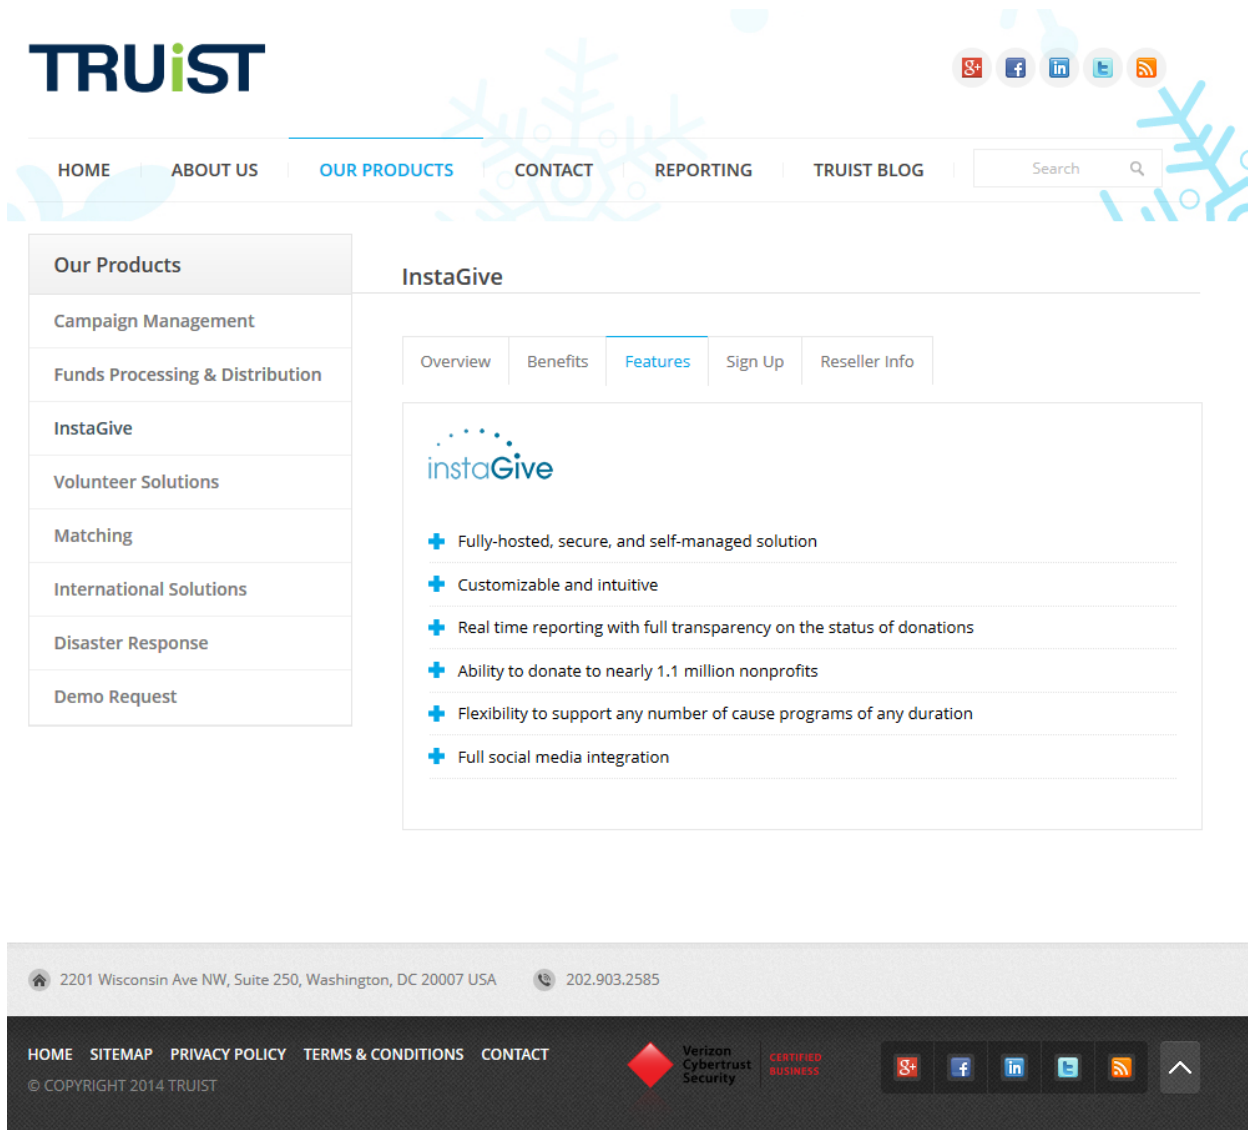 TRUiST
HOME ABOUT US OUR PRODUCTS CONTACT REPORTING TRUIST BLOG Search
Our Products
Campaign Management
Funds Processing & Distribution
InstaGive
Volunteer Solutions
Matching
International Solutions
Disaster Response
Demo Request
InstaGive
Overview Benefits Features Sign Up Reseller Info
instaGive
Fully-hosted, secure, and self-managed solution
Customizable and intuitive
Real time reporting with full transparency on the status of donations
Ability to donate to nearly 1.1 million nonprofits
Flexibility to support any number of cause programs of any duration
Full social media integration
2201 Wisconsin Ave NW, Suite 250, Washington, DC 20007 USA 202.903.2585
HOME SITEMAP PRIVACY POLICY TERMS & CONDITIONS CONTACT
© COPYRIGHT 2014 TRUIST
Verizon
Cybertrust
Security
CERTIFIED
BUSINESS